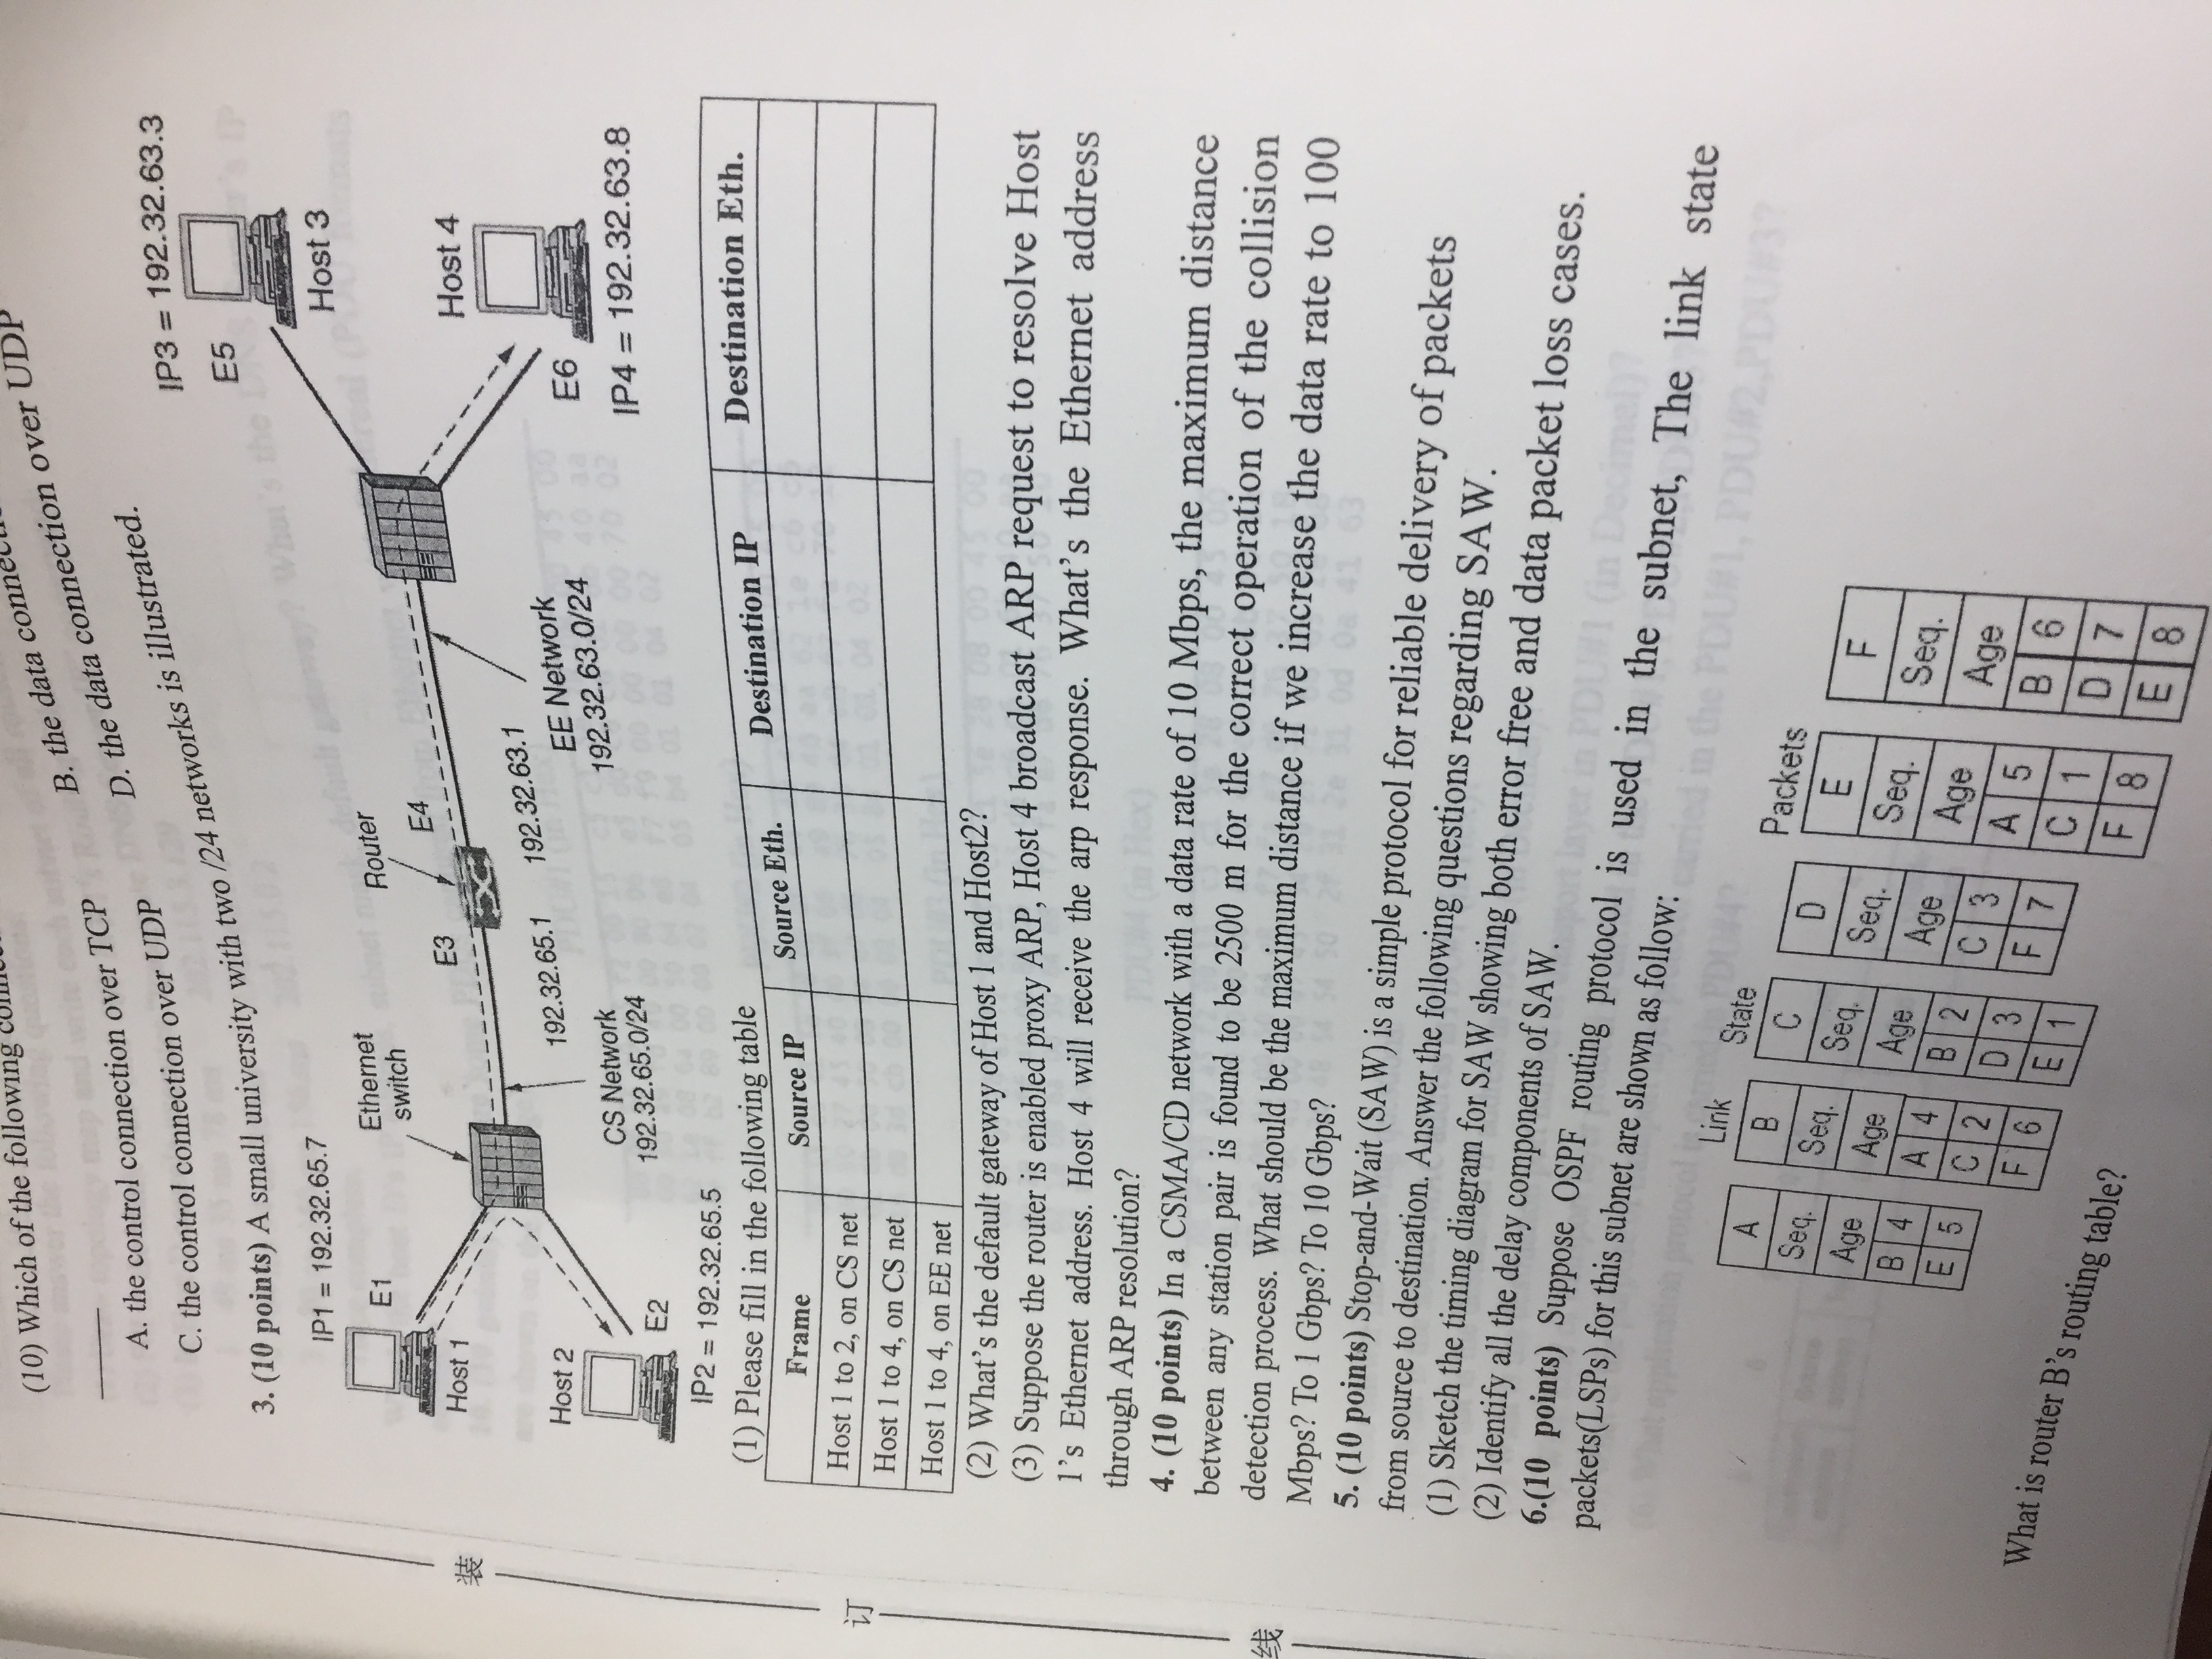 (10) Which of the following
A. the control connection over TCP
B. the data
C. the control connection over UDP
D. the data connection over UDP
3. (10 points) A small university with two /24 networks is illustrated.
IP1 = 192.32.65.7
E1
Host 1
Ethernet
switch
Router
E3
E4
IP3 = 192.32.63.3
E5
Host 3
Host 4
E6
IP4 = 192.32.63.8
192.32.65.1
192.32.63.1
EE Network
192.32.63.0/24
CS Network
192.32.65.0/24
Host 2
E2
IP2 = 192.32.65.5
(1) Please fill in the following table
Frame Source IP Source Eth. Destination IP Destination Eth.
Host 1 to 2, on CS net
Host 1 to 4, on CS net
Host 1 to 4, on EE net
(2) What's the default gateway of Host 1 and Host2?
(3) Suppose the router is enabled proxy ARP, Host 4 broadcast ARP request to resolve Host
1's Ethernet address. Host 4 will receive the arp response. What's the Ethernet address
through ARP resolution?
4. (10 points) In a CSMA/CD network with a data rate of 10 Mbps, the maximum distance
between any station pair is found to be 2500 m for the correct operation of the collision
detection process. What should be the maximum distance if we increase the data rate to 100
Mbps? To 1 Gbps? To 10 Gbps?
5. (10 points) Stop-and-Wait (SAW) is a simple protocol for reliable delivery of packets
from source to destination. Answer the following questions regarding SAW.
(1) Sketch the timing diagram for SAW showing both error free and data packet loss cases.
(2) Identify all the delay components of SAW.
6.(10 points) Suppose OSPF routing protocol is used in the subnet, The link state
packets(LSPs) for this subnet are shown as follow:
Link State Packets
A B C D E F
Seq. Seq. Seq. Seq. Seq. Seq.
Age Age Age Age Age Age
B 4 A 4 B 2 C 3 A 5 B 6
E 5 C 2 D 3 F 7 C 1 D 7
F 6 E 1 F 8 E 8
What is router B's routing table?
装
订
线